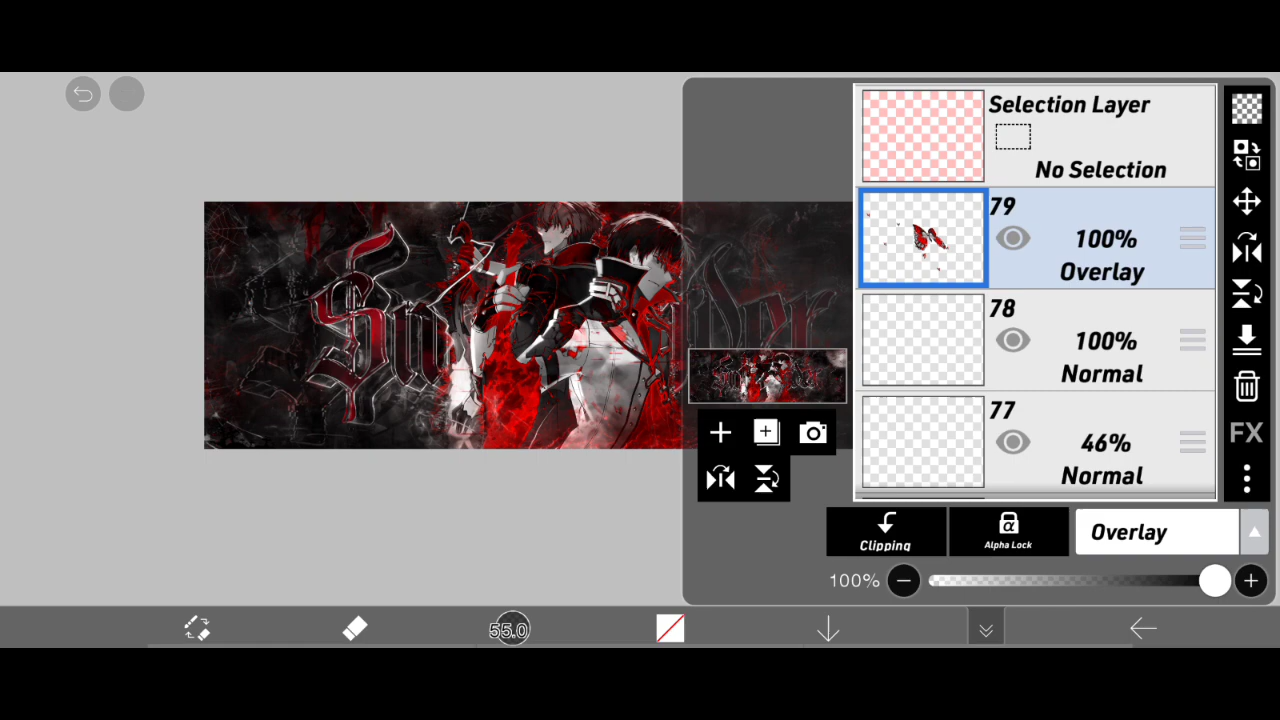 Selection Layer
No Selection
79
100%
Overlay
78
100%
Normal
77
46%
Normal
FX
Clipping
α
Alpha Lock
Overlay
100%
55.0